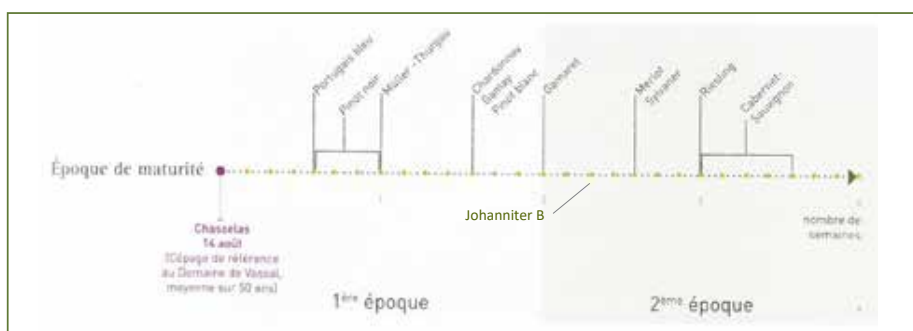 Portugais bleu
Pinot noir
Müller-Thurgau
Chardonnay
Gamay
Pinot blanc
Gamaret
Merlot
Sylvaner
Riesling
Cabernet-
Sauvignon
Époque de maturité
Johanniter B
Chasselas
14 août
(Cépage de référence
au Domaine de Vassal,
moyenne sur 50 ans)
nombre de
semaines
1ère époque
2ème époque